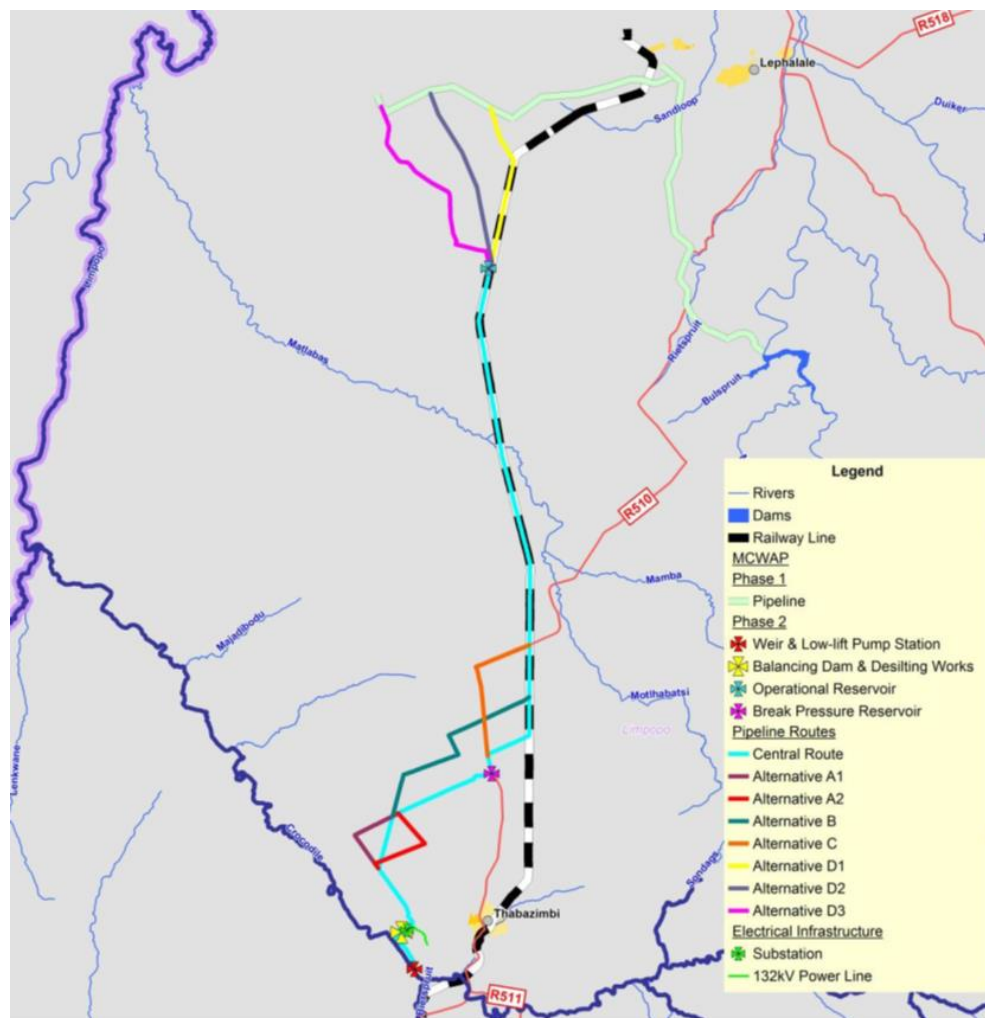 R518
Lephalale
Duiker
Sandloop
Limpopo
Matlabas
Rietspruit
Bulspruit
R510
Mamba
Majadibodu
Motlhabatsi
Limpopo
Lenkwane
Crocodile
Sondags
Thabazimbi
R511
Legend
Rivers
Dams
Railway Line
MCWAP
Phase 1
Pipeline
Phase 2
Weir & Low-lift Pump Station
Balancing Dam & Desilting Works
Operational Reservoir
Break Pressure Reservoir
Pipeline Routes
Central Route
Alternative A1
Alternative A2
Alternative B
Alternative C
Alternative D1
Alternative D2
Alternative D3
Electrical Infrastructure
Substation
132kV Power Line